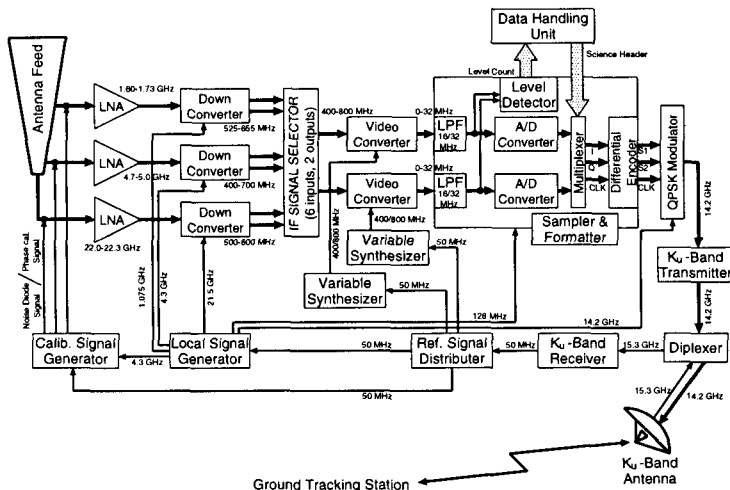 Data Handling
Unit
Science Header
Level Count
Antenna Feed
1.60-1.73 GHz
LNA
Down
Converter
525-655 MHz
4.7-5.0 GHz
LNA
Down
Converter
400-700 MHz
LNA
22.0-22.3 GHz
Down
Converter
500-800 MHz
IF SIGNAL SELECTOR
(6 inputs, 2 outputs)
400-800 MHz
Video
Converter
0-32 MHz
LPF
16/32
MHz
Level
Detector
A/D
Converter
400-800 MHz
Video
Converter
0-32 MHz
LPF
16/32
MHz
A/D
Converter
Multiplexer
I
Q
CLK
Differential
Encoder
S1
S2
CLK
QPSK Modulator
14.2 GHz
Sampler &
Formatter
400/800 MHz
Variable
Synthesizer
50 MHz
400/800 MHz
Variable
Synthesizer
50 MHz
Ku-Band
Transmitter
14.2 GHz
Noise Diode / Phase cal.
Signal / Signal
1.075 GHz
4.3 GHz
21.5 GHz
128 MHz
14.2 GHz
Calib. Signal
Generator
4.3 GHz
Local Signal
Generator
50 MHz
Ref. Signal
Distributer
50 MHz
Ku-Band
Receiver
15.3 GHz
Diplexer
50 MHz
15.3 GHz
14.2 GHz
Ku-Band
Antenna
Ground Tracking Station